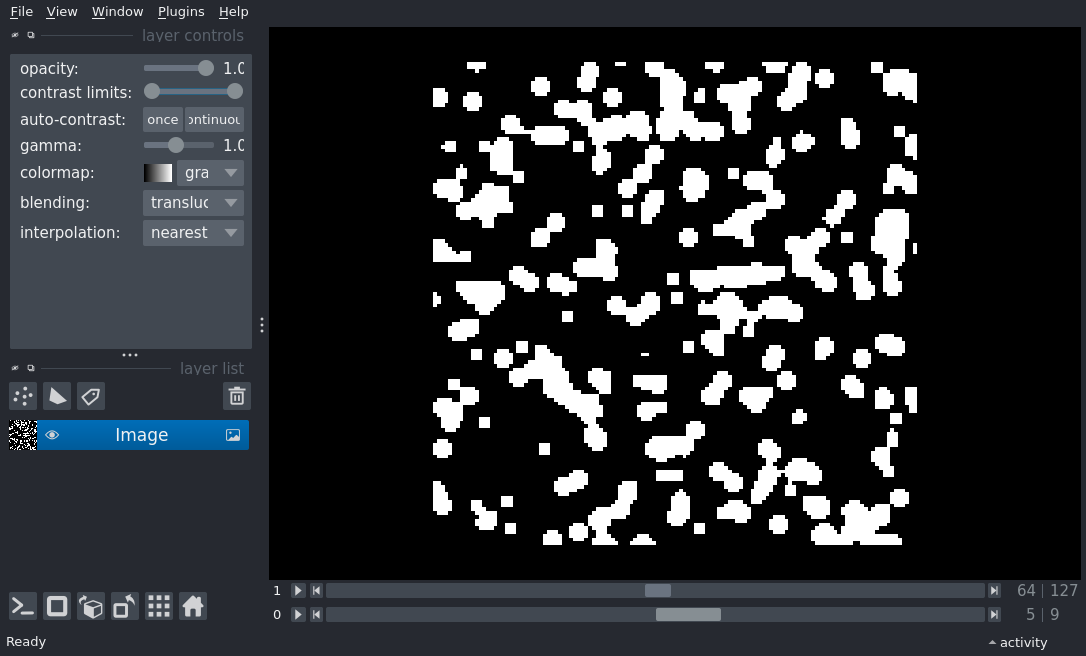 File View Window Plugins Help
layer controls
opacity: 1.0
contrast limits:
auto-contrast: once ontinuou
gamma: 1.0
colormap: gra
blending: transluc
interpolation: nearest
layer list
Image
1 64 | 127
0 5 | 9
Ready activity